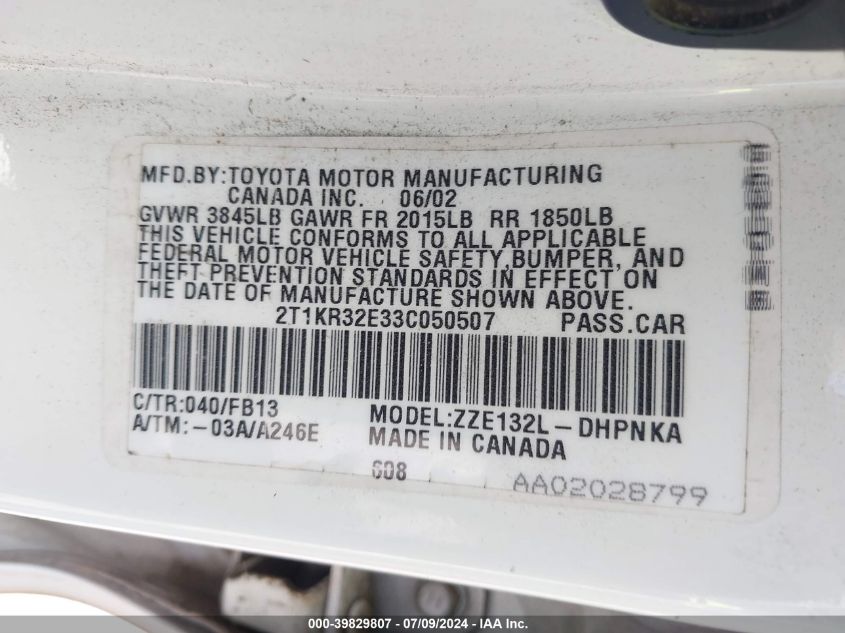 MFD.BY:TOYOTA MOTOR MANUFACTURING
CANADA INC. 06/02
GVWR 3845LB GAWR FR 2015LB RR 1850LB
THIS VEHICLE CONFORMS TO ALL APPLICABLE
FEDERAL MOTOR VEHICLE SAFETY,BUMPER, AND
THEFT PREVENTION STANDARDS IN EFFECT ON
THE DATE OF MANUFACTURE SHOWN ABOVE.
2T1KR32E33C050507 PASS.CAR
C/TR:040/FB13 MODEL:ZZE132L-DHPNKA
A/TM:-03A/A246E MADE IN CANADA
608
AA02028799
000-39829807 / 07/09/2024 - IAA Inc.